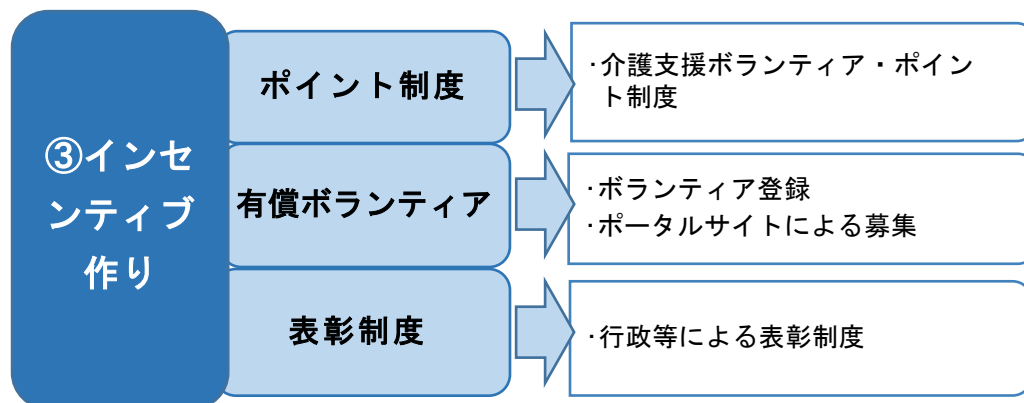 ③インセ
ンティブ
作り
ポイント制度
·介護支援ボランティア・ポイン
ト制度
有償ボランティア
·ボランティア登録
·ポータルサイトによる募集
表彰制度
·行政等による表彰制度